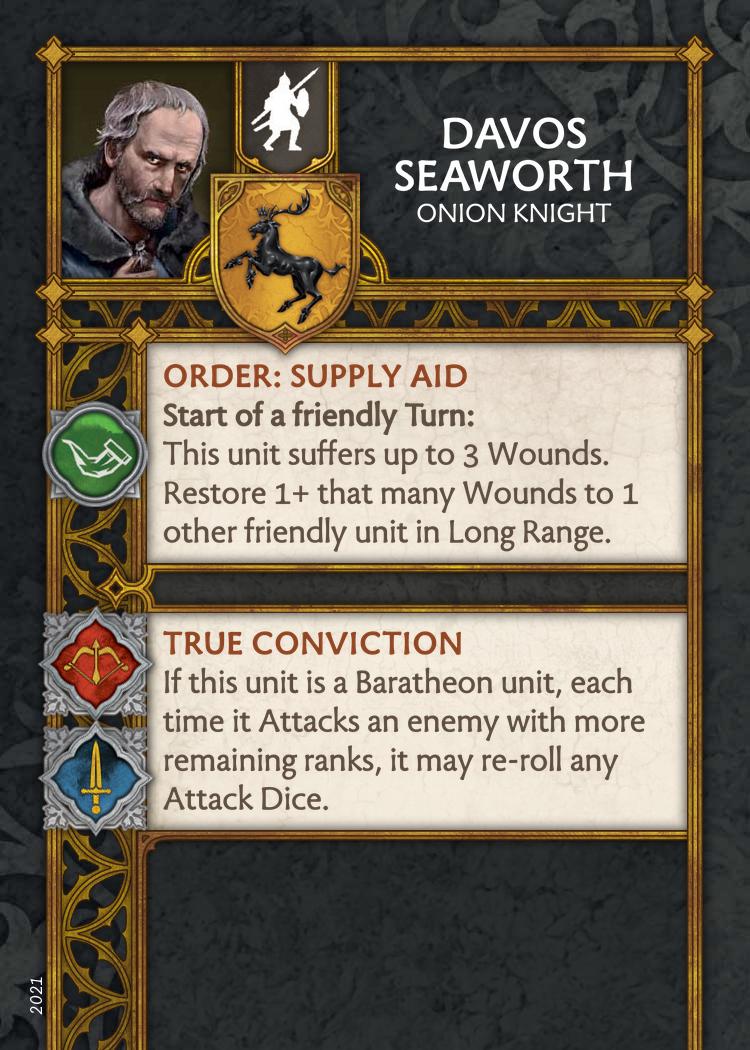 DAVOS
SEAWORTH
ONION KNIGHT
ORDER: SUPPLY AID
Start of a friendly Turn:
This unit suffers up to 3 Wounds.
Restore 1+ that many Wounds to 1
other friendly unit in Long Range.
TRUE CONVICTION
If this unit is a Baratheon unit, each
time it Attacks an enemy with more
remaining ranks, it may re-roll any
Attack Dice.
2021